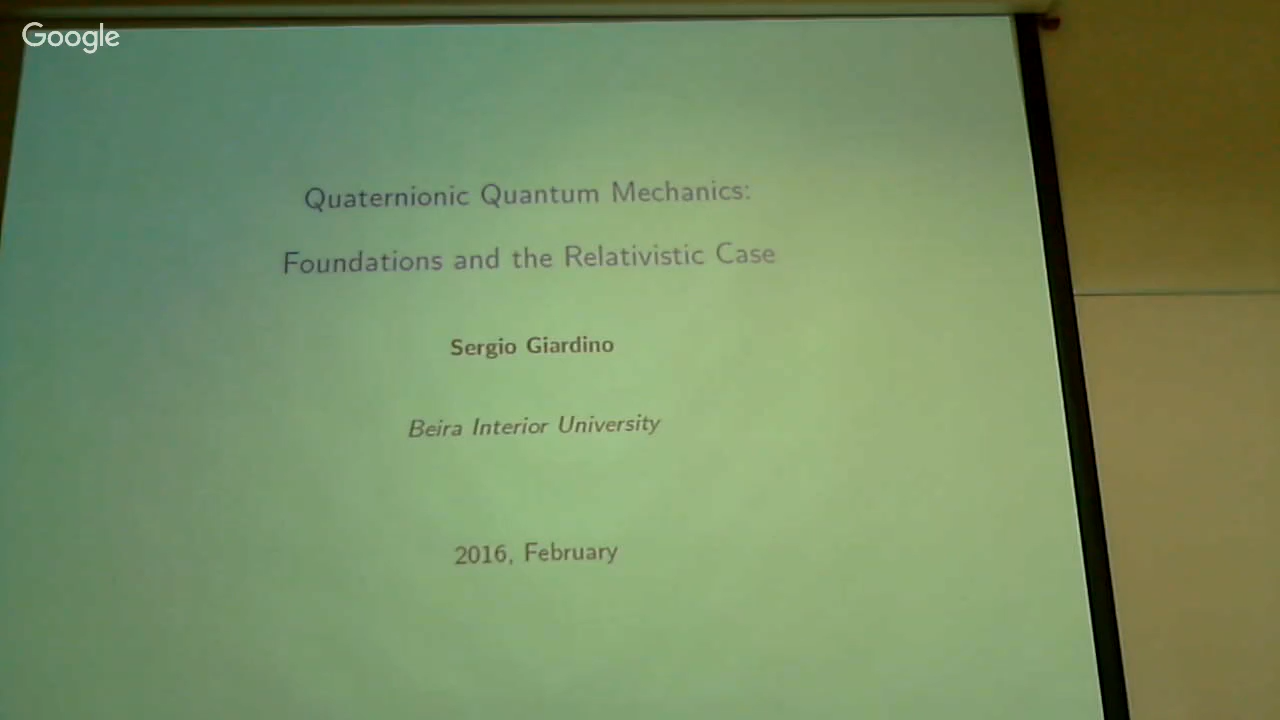 Google
Quaternionic Quantum Mechanics:
Foundations and the Relativistic Case
Sergio Giardino
Beira Interior University
2016, February